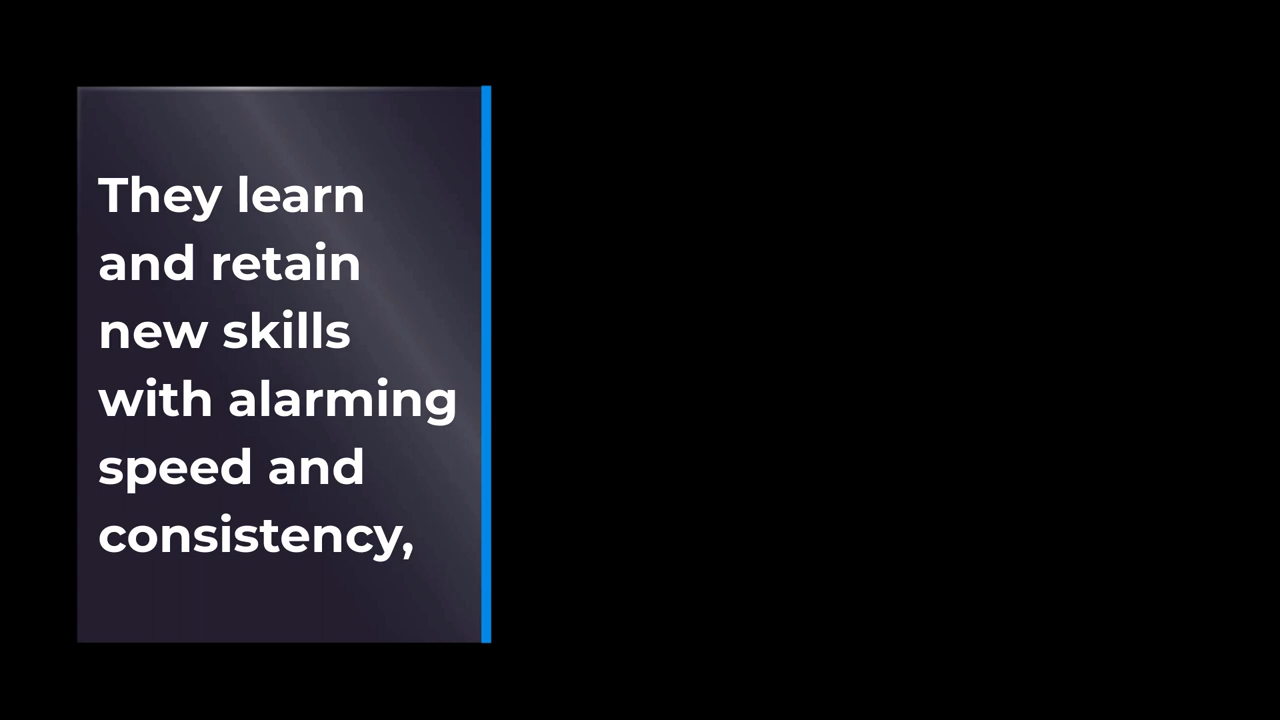 They learn
and retain
new skills
with alarming
speed and
consistency,